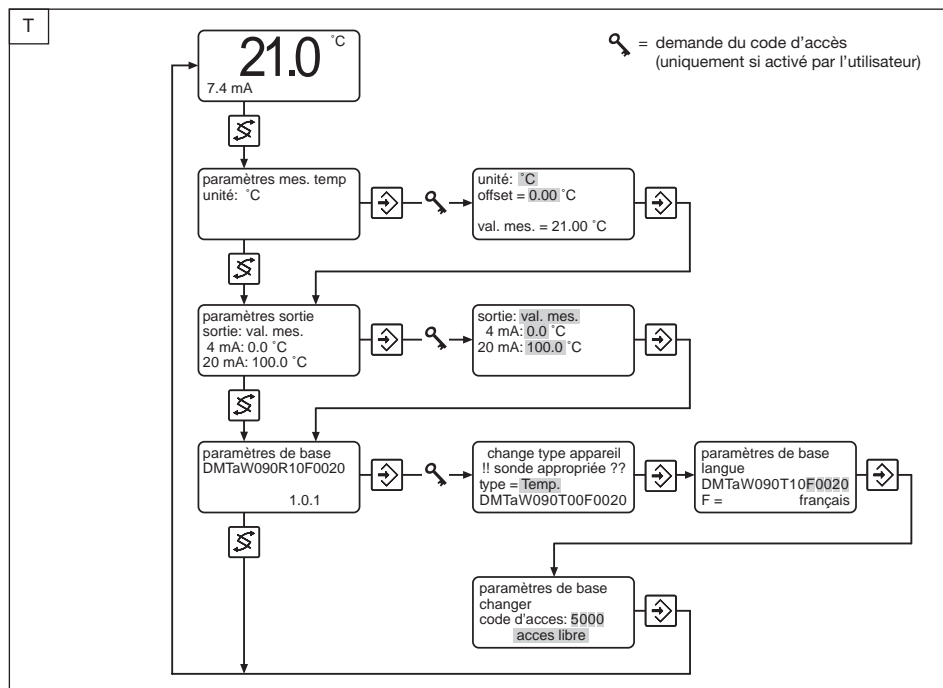 T
21.0 °C
7.4 mA
= demande du code d'accès
(uniquement si activé par l'utilisateur)
paramètres mes. temp
unité: °C
unité: °C
offset = 0.00 °C
val. mes. = 21.00 °C
paramètres sortie
sortie: val. mes.
4 mA: 0.0 °C
20 mA: 100.0 °C
sortie: val. mes.
4 mA: 0.0 °C
20 mA: 100.0 °C
paramètres de base
DMTaW090R10F0020
1.0.1
change type appareil
!! sonde appropriée ??
type = Temp.
DMTaW090T00F0020
paramètres de base
langue
DMTaW090T10F0020
F = français
paramètres de base
changer
code d'acces: 5000
acces libre